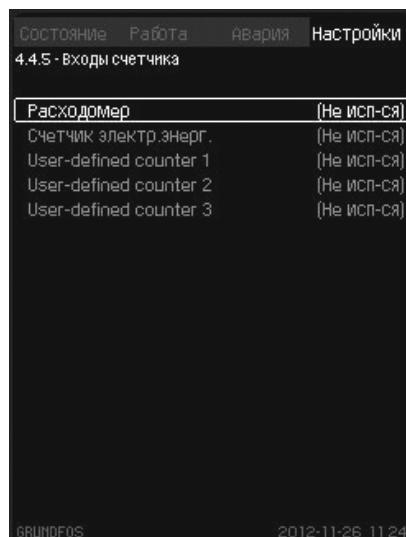 Состояние Работа Авария Настройки
4.4.5 - Входы счетчика
Расходомер (Не исп-ся)
Счетчик электр.энерг. (Не исп-ся)
User-defined counter 1 (Не исп-ся)
User-defined counter 2 (Не исп-ся)
User-defined counter 3 (Не исп-ся)
GRUNDFOS 2012-11-26 11:24